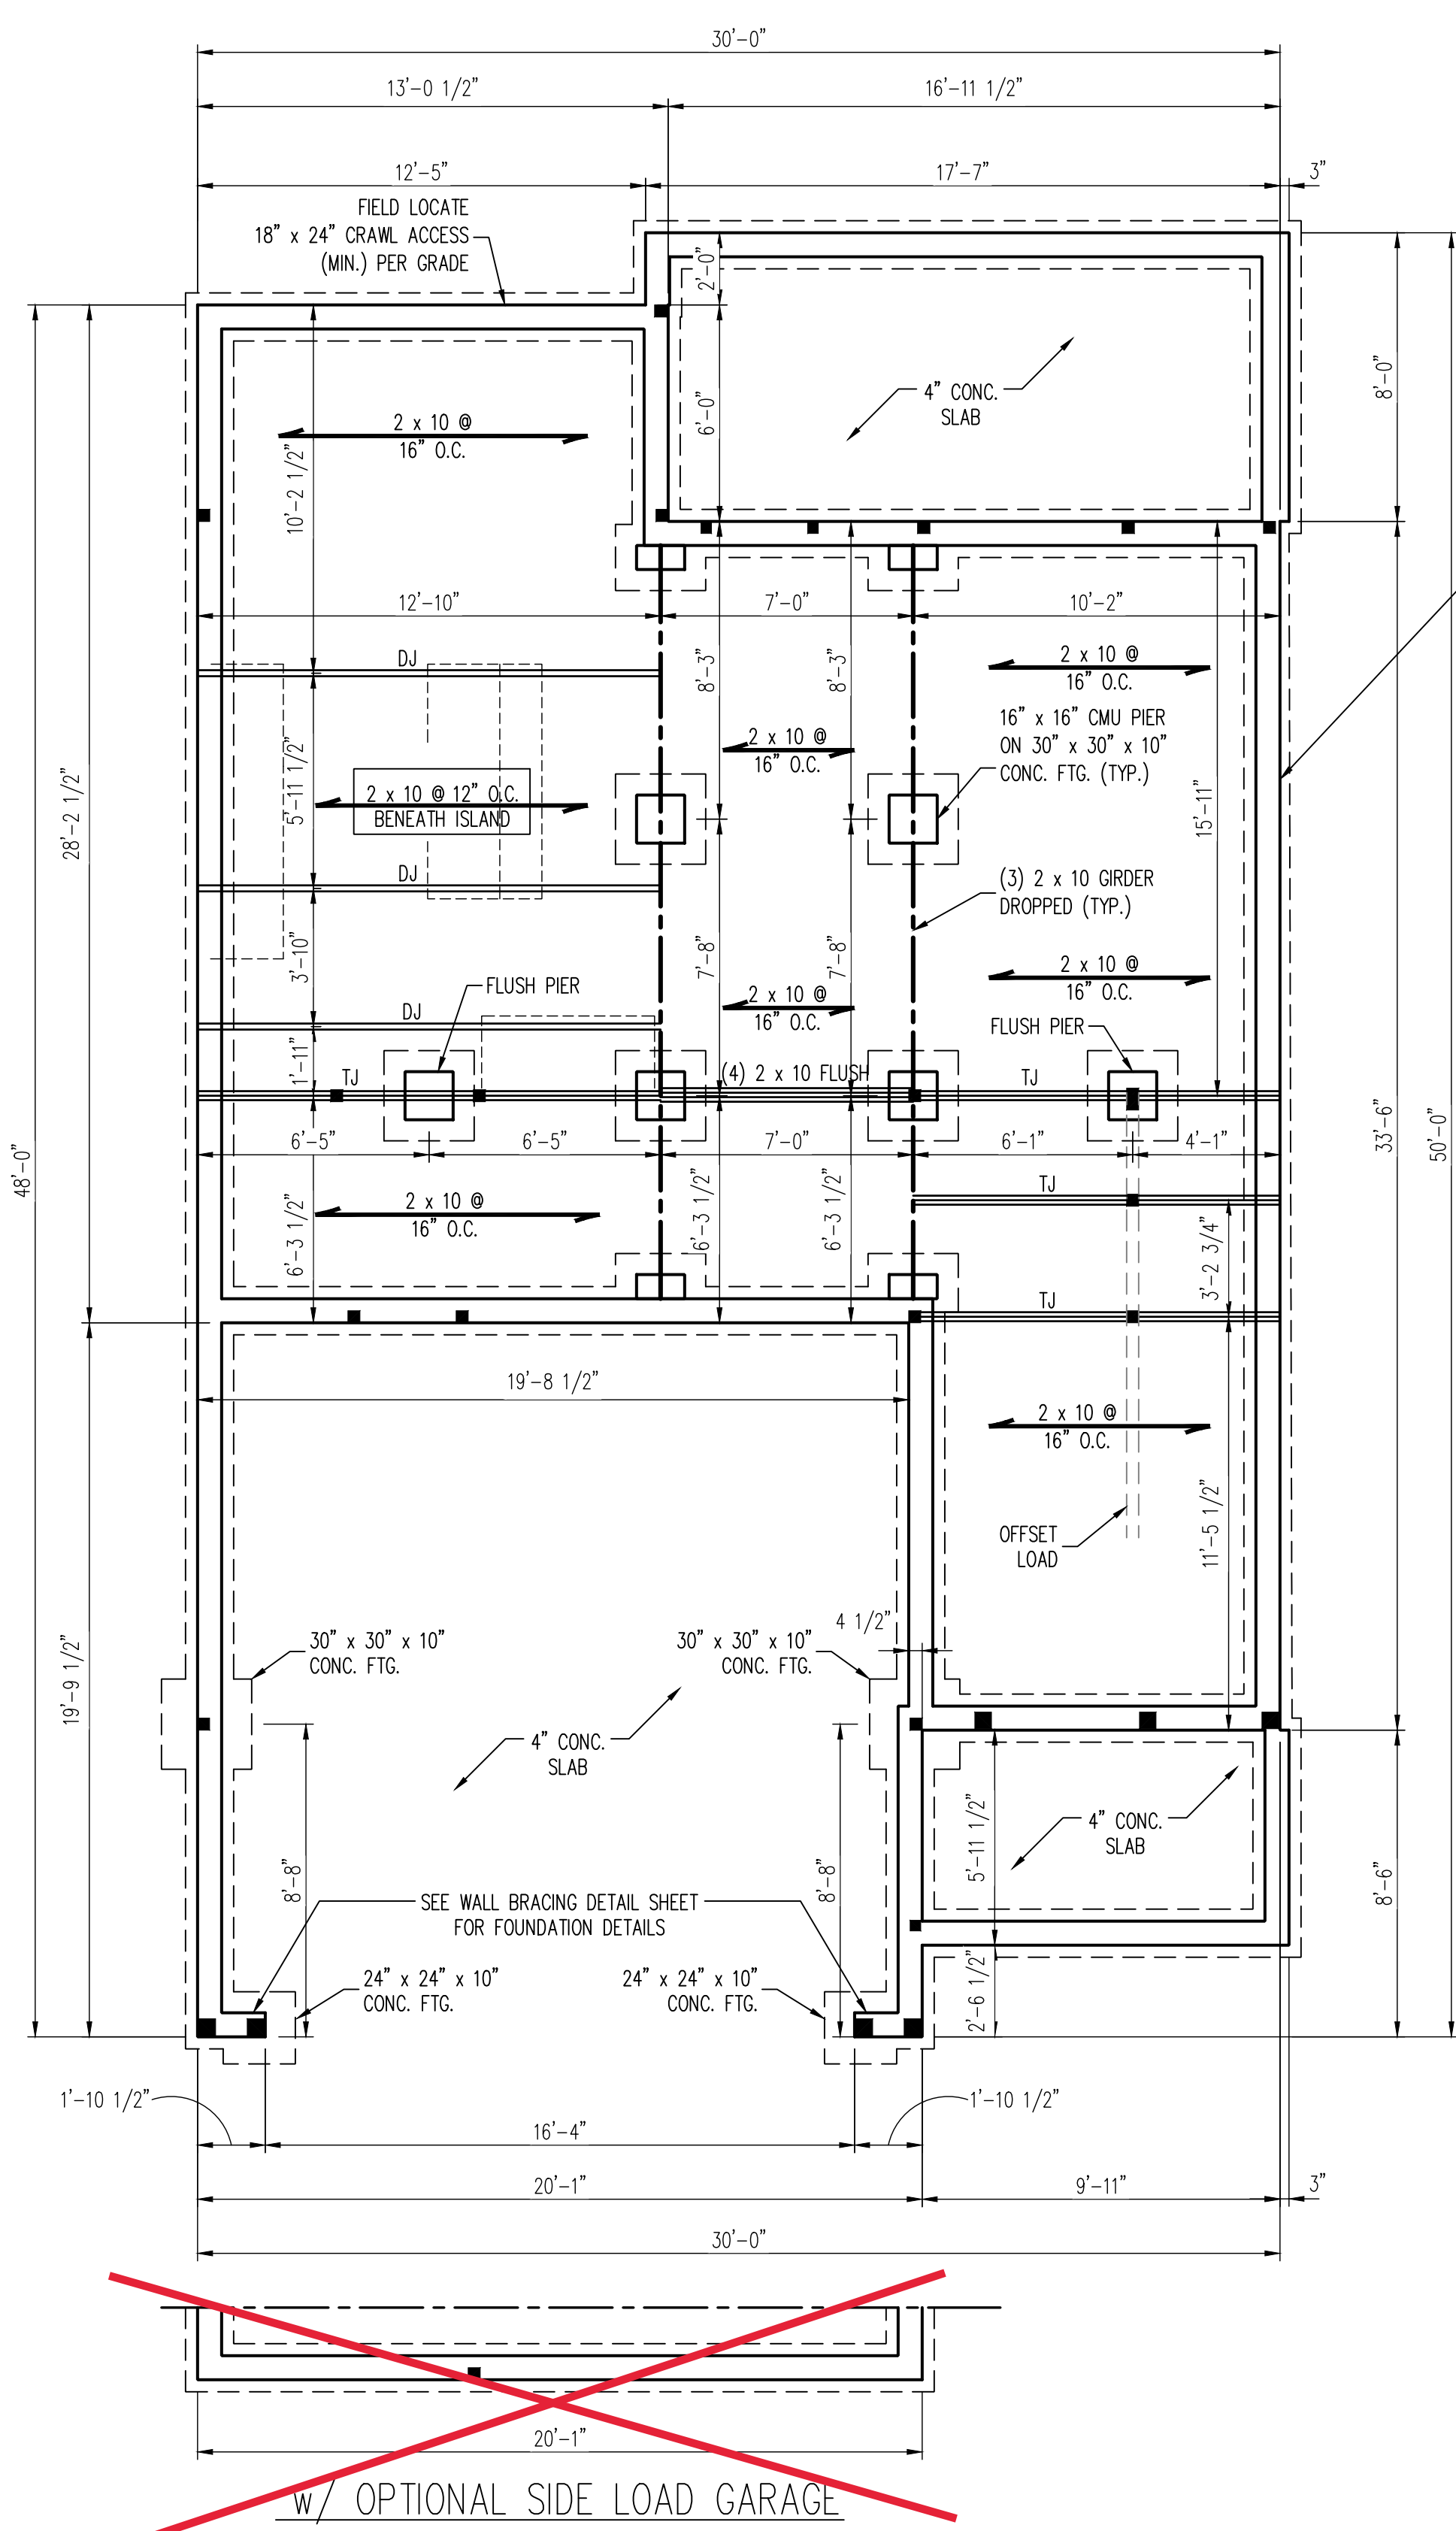 30'-0"
13'-0 1/2"
16'-11 1/2"
12'-5"
17'-7"
3"
FIELD LOCATE
18" x 24" CRAWL ACCESS
(MIN.) PER GRADE
2'-0"
6'-0"
4" CONC.
SLAB
8'-0"
2 x 10 @
16" O.C.
10'-2 1/2"
12'-10"
7'-0"
10'-2"
DJ
8'-3"
8'-3"
2 x 10 @
16" O.C.
16" x 16" CMU PIER
ON 30" x 30" x 10"
CONC. FTG. (TYP.)
2 x 10 @
16" O.C.
5'-11 1/2"
2 x 10 @ 12" O.C.
BENEATH ISLAND
28'-2 1/2"
15'-11"
DJ
(3) 2 x 10 GIRDER
DROPPED (TYP.)
3'-10"
7'-8"
7'-8"
2 x 10 @
16" O.C.
FLUSH PIER
2 x 10 @
16" O.C.
DJ
FLUSH PIER
1'-11"
TJ
(4) 2 x 10 FLUSH
TJ
6'-5"
6'-5"
7'-0"
6'-1"
4'-1"
48'-0"
33'-6"
50'-0"
2 x 10 @
16" O.C.
6'-3 1/2"
6'-3 1/2"
6'-3 1/2"
TJ
3'-2 3/4"
TJ
19'-8 1/2"
2 x 10 @
16" O.C.
OFFSET
LOAD
11'-5 1/2"
4 1/2"
30" x 30" x 10"
CONC. FTG.
30" x 30" x 10"
CONC. FTG.
19'-9 1/2"
4" CONC.
SLAB
4" CONC.
SLAB
5'-11 1/2"
8'-8"
8'-8"
8'-6"
SEE WALL BRACING DETAIL SHEET
FOR FOUNDATION DETAILS
24" x 24" x 10"
CONC. FTG.
24" x 24" x 10"
CONC. FTG.
2'-6 1/2"
1'-10 1/2"
1'-10 1/2"
16'-4"
20'-1"
9'-11"
3"
30'-0"
20'-1"
w/ OPTIONAL SIDE LOAD GARAGE